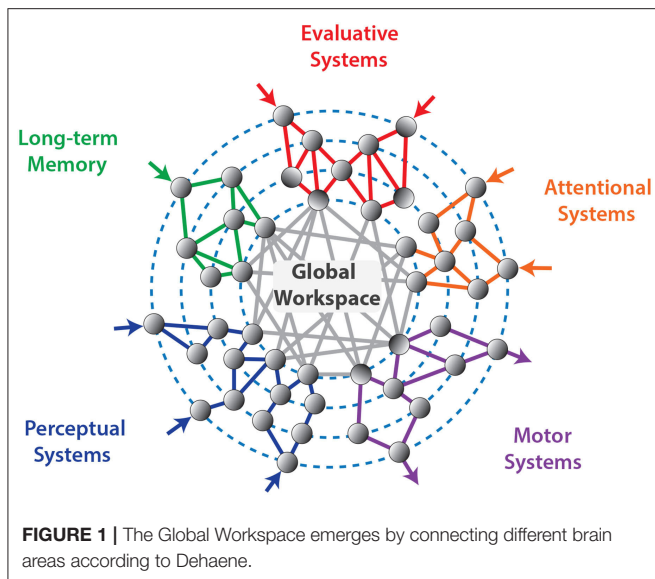 Evaluative
Systems
Long-term
Memory
Attentional
Systems
Global
Workspace
Perceptual
Systems
Motor
Systems
FIGURE 1 | The Global Workspace emerges by connecting different brain
areas according to Dehaene.